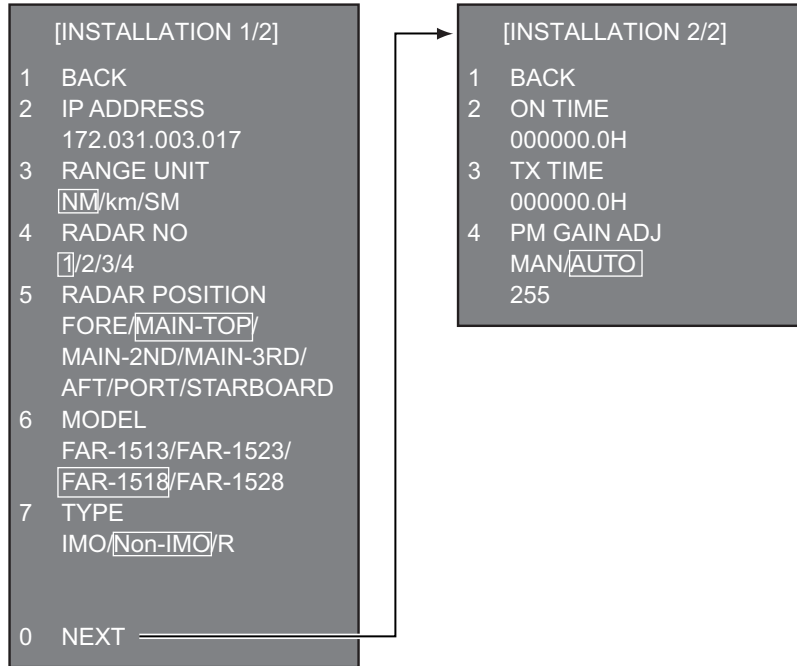 [INSTALLATION 1/2]
1 BACK
2 IP ADDRESS
172.031.003.017
3 RANGE UNIT
NM/km/SM
4 RADAR NO
1/2/3/4
5 RADAR POSITION
FORE/MAIN-TOP/
MAIN-2ND/MAIN-3RD/
AFT/PORT/STARBOARD
6 MODEL
FAR-1513/FAR-1523/
FAR-1518/FAR-1528
7 TYPE
IMO/Non-IMO/R
0 NEXT
[INSTALLATION 2/2]
1 BACK
2 ON TIME
000000.0H
3 TX TIME
000000.0H
4 PM GAIN ADJ
MAN/AUTO
255